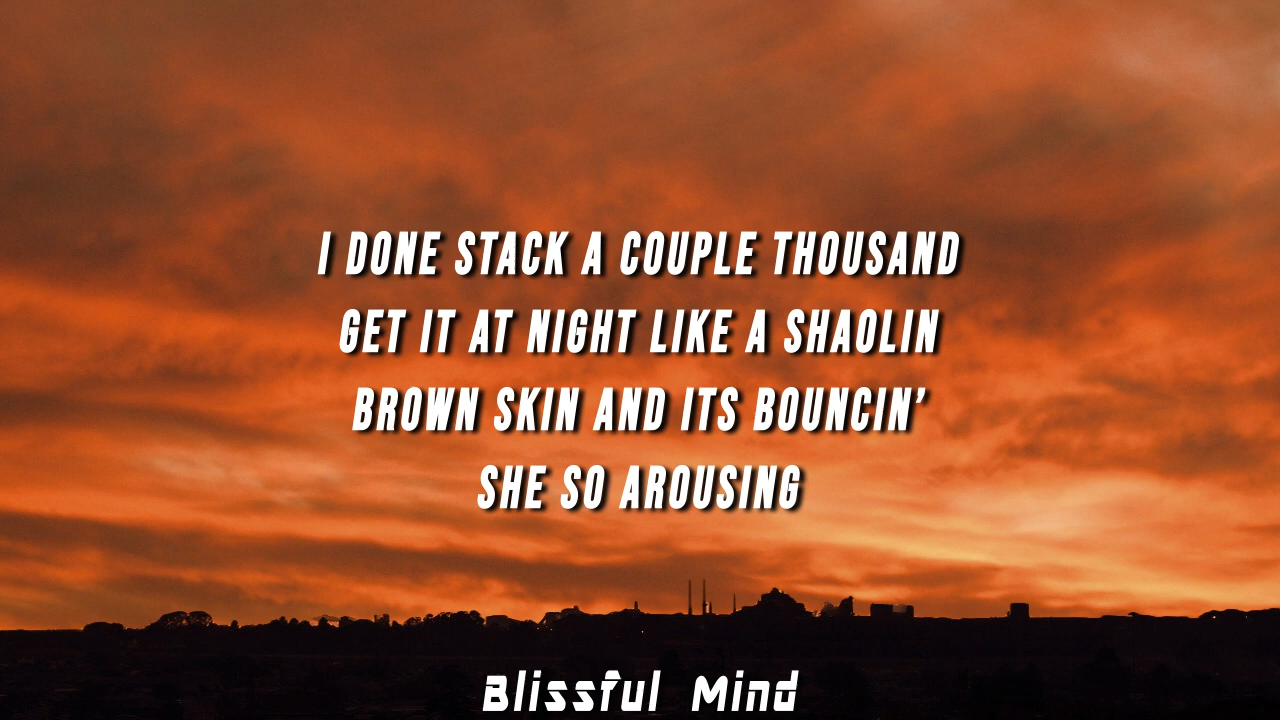 I DONE STACK A COUPLE THOUSAND
GET IT AT NIGHT LIKE A SHAOLIN
BROWN SKIN AND ITS BOUNCIN’
SHE SO AROUSING
Blissful Mind